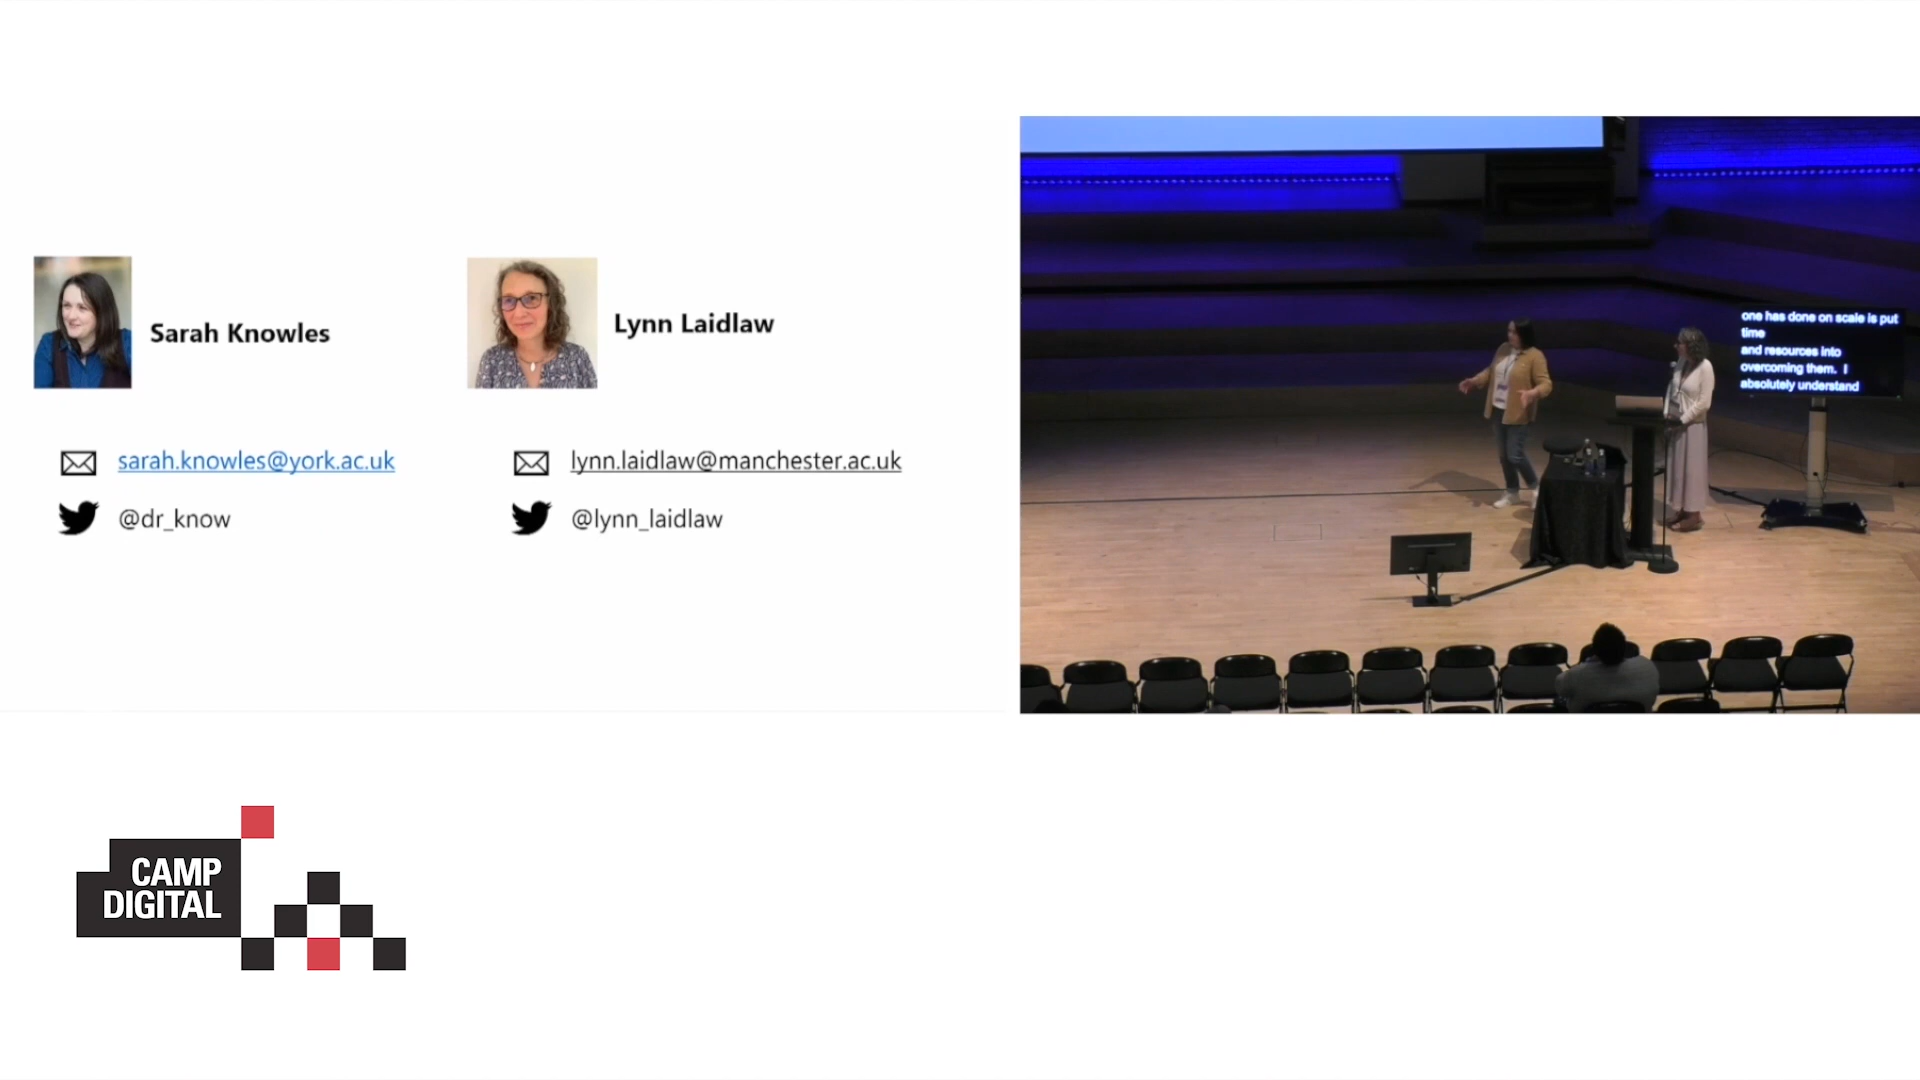 Sarah Knowles
sarah.knowles@york.ac.uk
@dr_know
Lynn Laidlaw
lynn.laidlaw@manchester.ac.uk
@lynn_laidlaw
one has done on scale is put
time
and resources into
overcoming them. I
absolutely understand
CAMP
DIGITAL